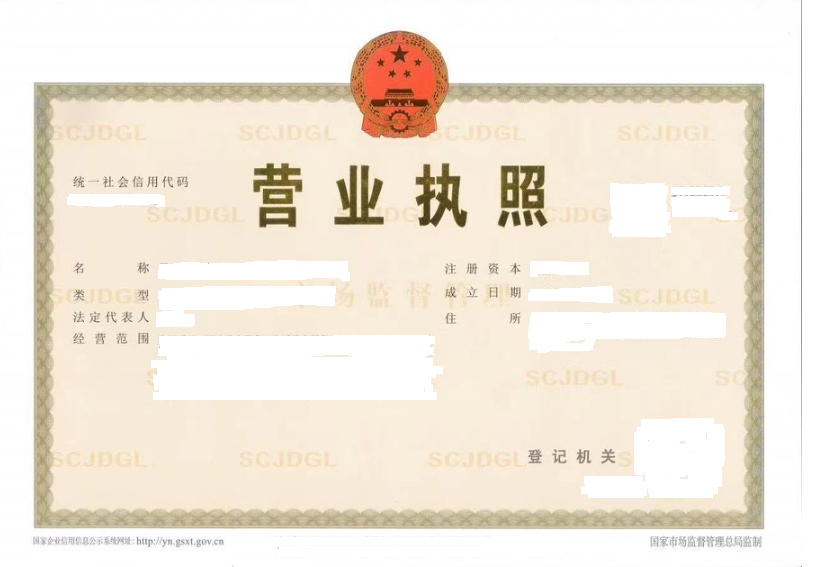 SCJDGL SCJDGL SCJDGL SCJDGL
营业执照
统一社会信用代码
SCJDGL SCJDGL SCJDGL
名称
注册资本
类型
成立日期
场监督管理
SCJDGL
法定代表人
住所
经营范围
SCJDGL SC
SCJDGL SCJDGL SCJDGL
登记机关
国家企业信用信息公示系统网址: http://yn.gsxt.gov.cn
国家市场监督管理总局监制